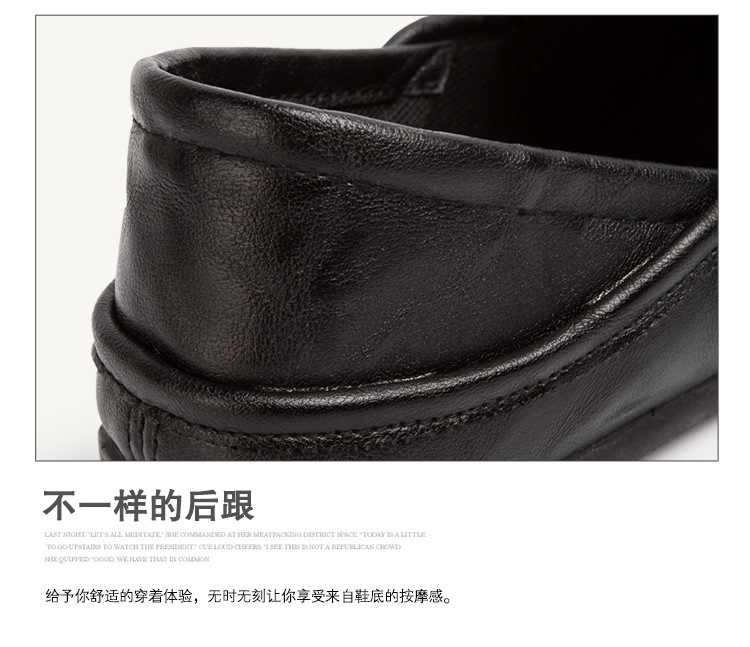 不一样的后跟
LAST NIGHT. "LET'S ALL MEDITATE," SHE COMMANDED AT HER MEATPACKING DISTRICT SPACE. "TODAY IS A LITTLE
TO GO UPSTAIRS TO WATCH THE PRESIDENT." CUE LOUD CHEERS. "I SEE THIS IS NOT A REPUBLICAN CROWD
SHE QUIPPED. "GOOD, WE HAVE THAT IN COMMON
给予你舒适的穿着体验，无时无刻让你享受来自鞋底的按摩感。